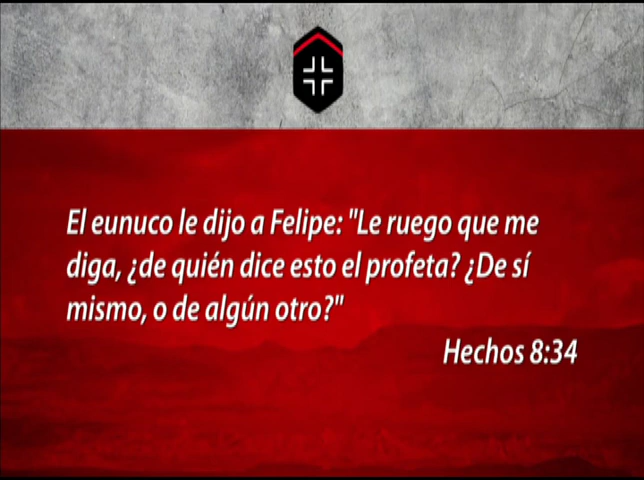 El eunuco le dijo a Felipe: "Le ruego que me
diga, ¿de quién dice esto el profeta? ¿De sí
mismo, o de algún otro?"
Hechos 8:34